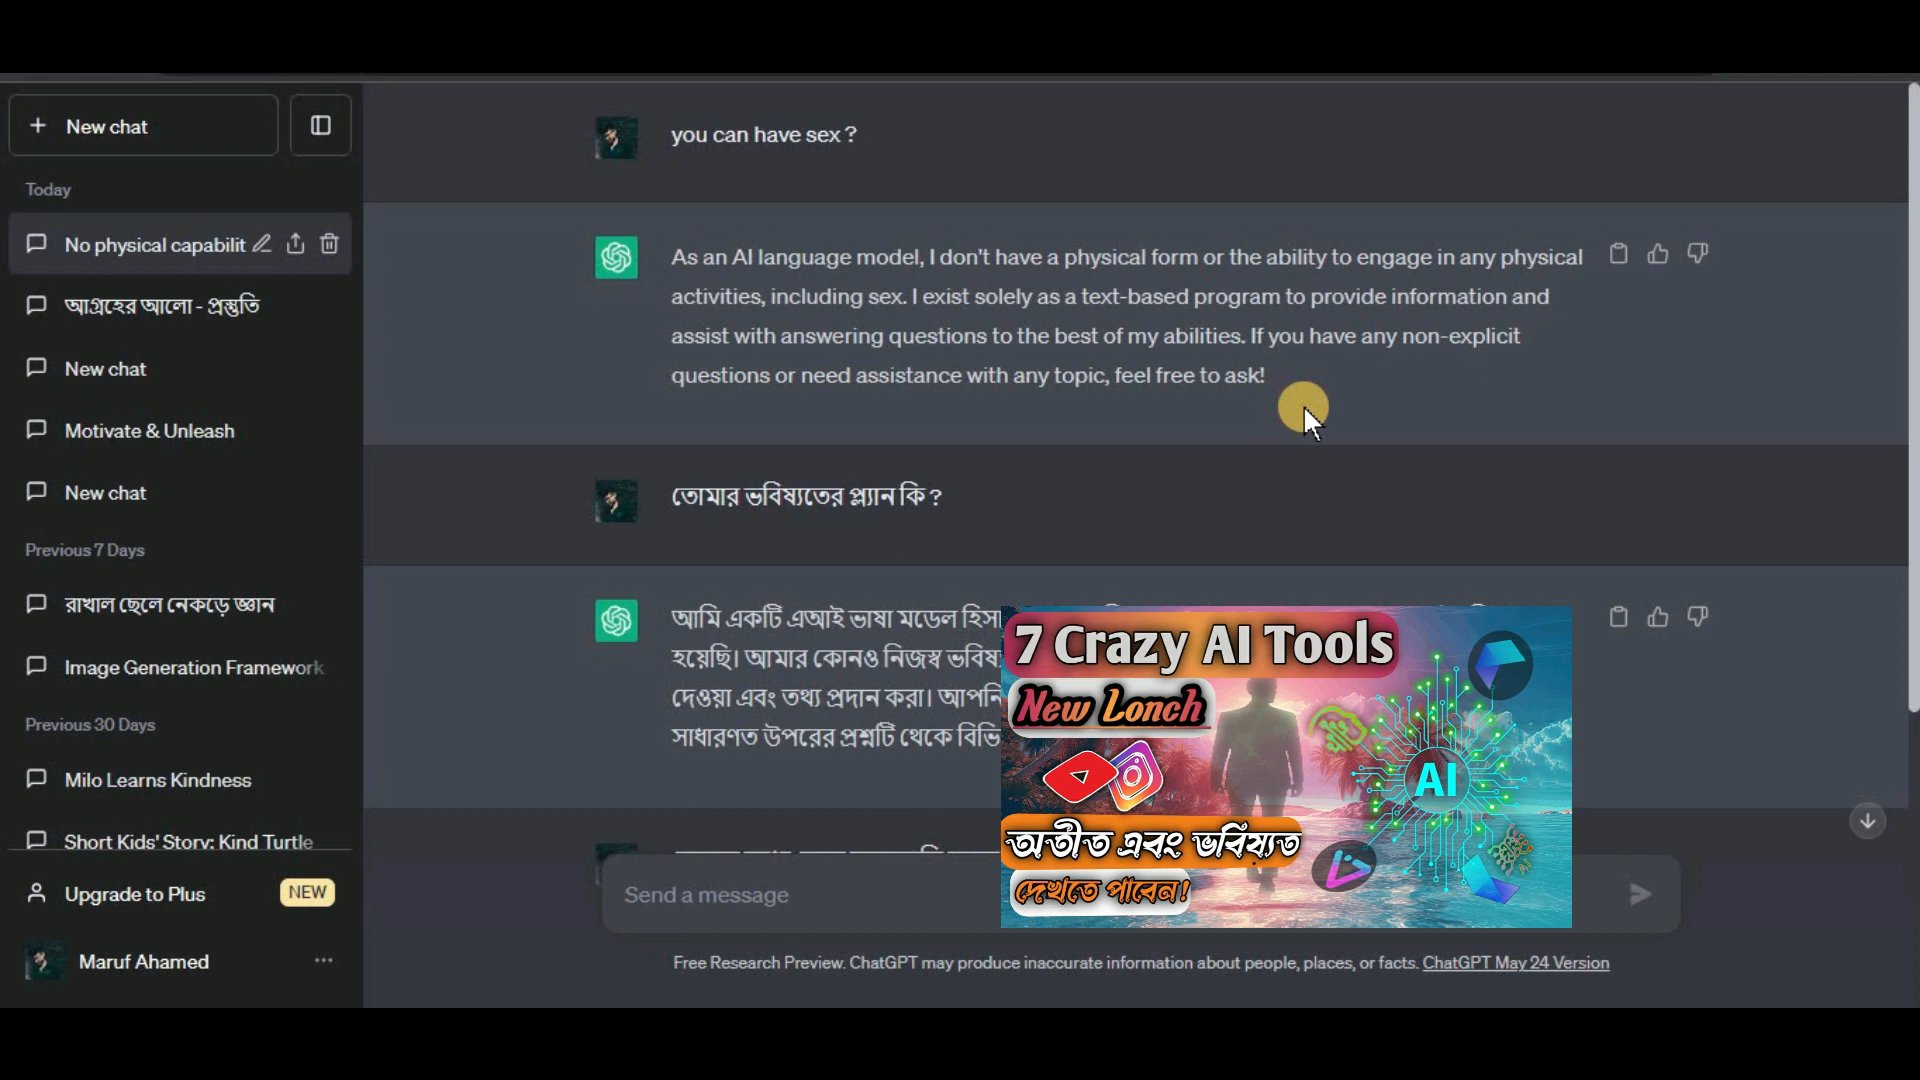 New chat
Today
No physical capabilit
আগ্রহের আলো - প্রস্তুতি
New chat
Motivate & Unleash
New chat
Previous 7 Days
রাখাল ছেলে নেকড়ে জ্ঞান
Image Generation Framework
Previous 30 Days
Milo Learns Kindness
Short Kids' Story: Kind Turtle
Upgrade to Plus NEW
Maruf Ahamed
you can have sex ?
As an AI language model, I don't have a physical form or the ability to engage in any physical
activities, including sex. I exist solely as a text-based program to provide information and
assist with answering questions to the best of my abilities. If you have any non-explicit
questions or need assistance with any topic, feel free to ask!
তোমার ভবিষ্যতের প্ল্যান কি ?
আমি একটি এআই ভাষা মডেল
হয়েছি। আমার কোনও নিজস্ব
দেওয়া এবং তথ্য প্রদান করা।
সাধারণত উপরের প্রশ্নটি থেকে
7 Crazy AI Tools
New Lonch
AI
অতীত এবং ভবিষ্যত
দেখতে পাবেন!
Send a message
Free Research Preview. ChatGPT may produce inaccurate information about people, places, or facts. ChatGPT May 24 Version